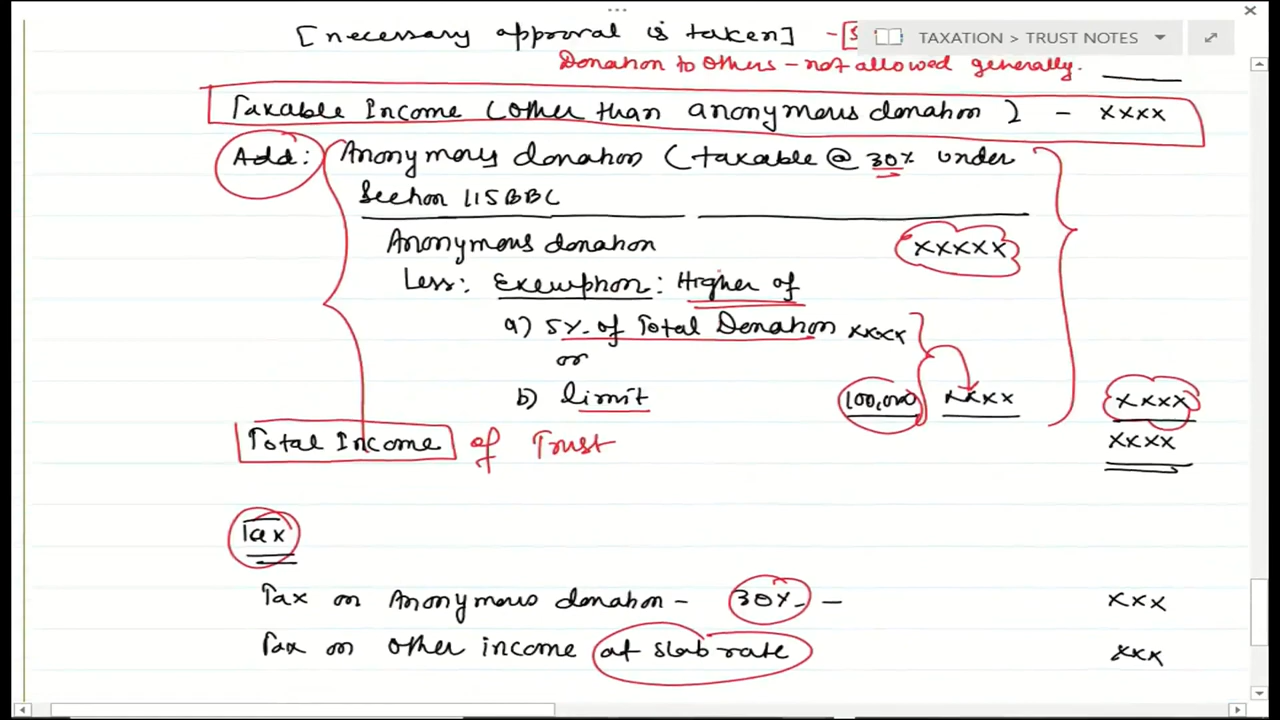 [necessary approval is taken] - [S
TAXATION > TRUST NOTES
Donation to Others - not allowed generally.
Taxable Income (other than anonymous donation) - xxxx
Add: Anonymous donation (taxable @ 30% under
Section 115BBC
Anonymous donation xxxxx
Less: Exemption: Higher of
a) 5% of Total Donation xxxx
or
b) limit 100,000 xxxx xxxx
Total Income of Trust xxxx
Tax
Tax on Anonymous donation - 30% - xxx
Tax on other income at slab rate xxx